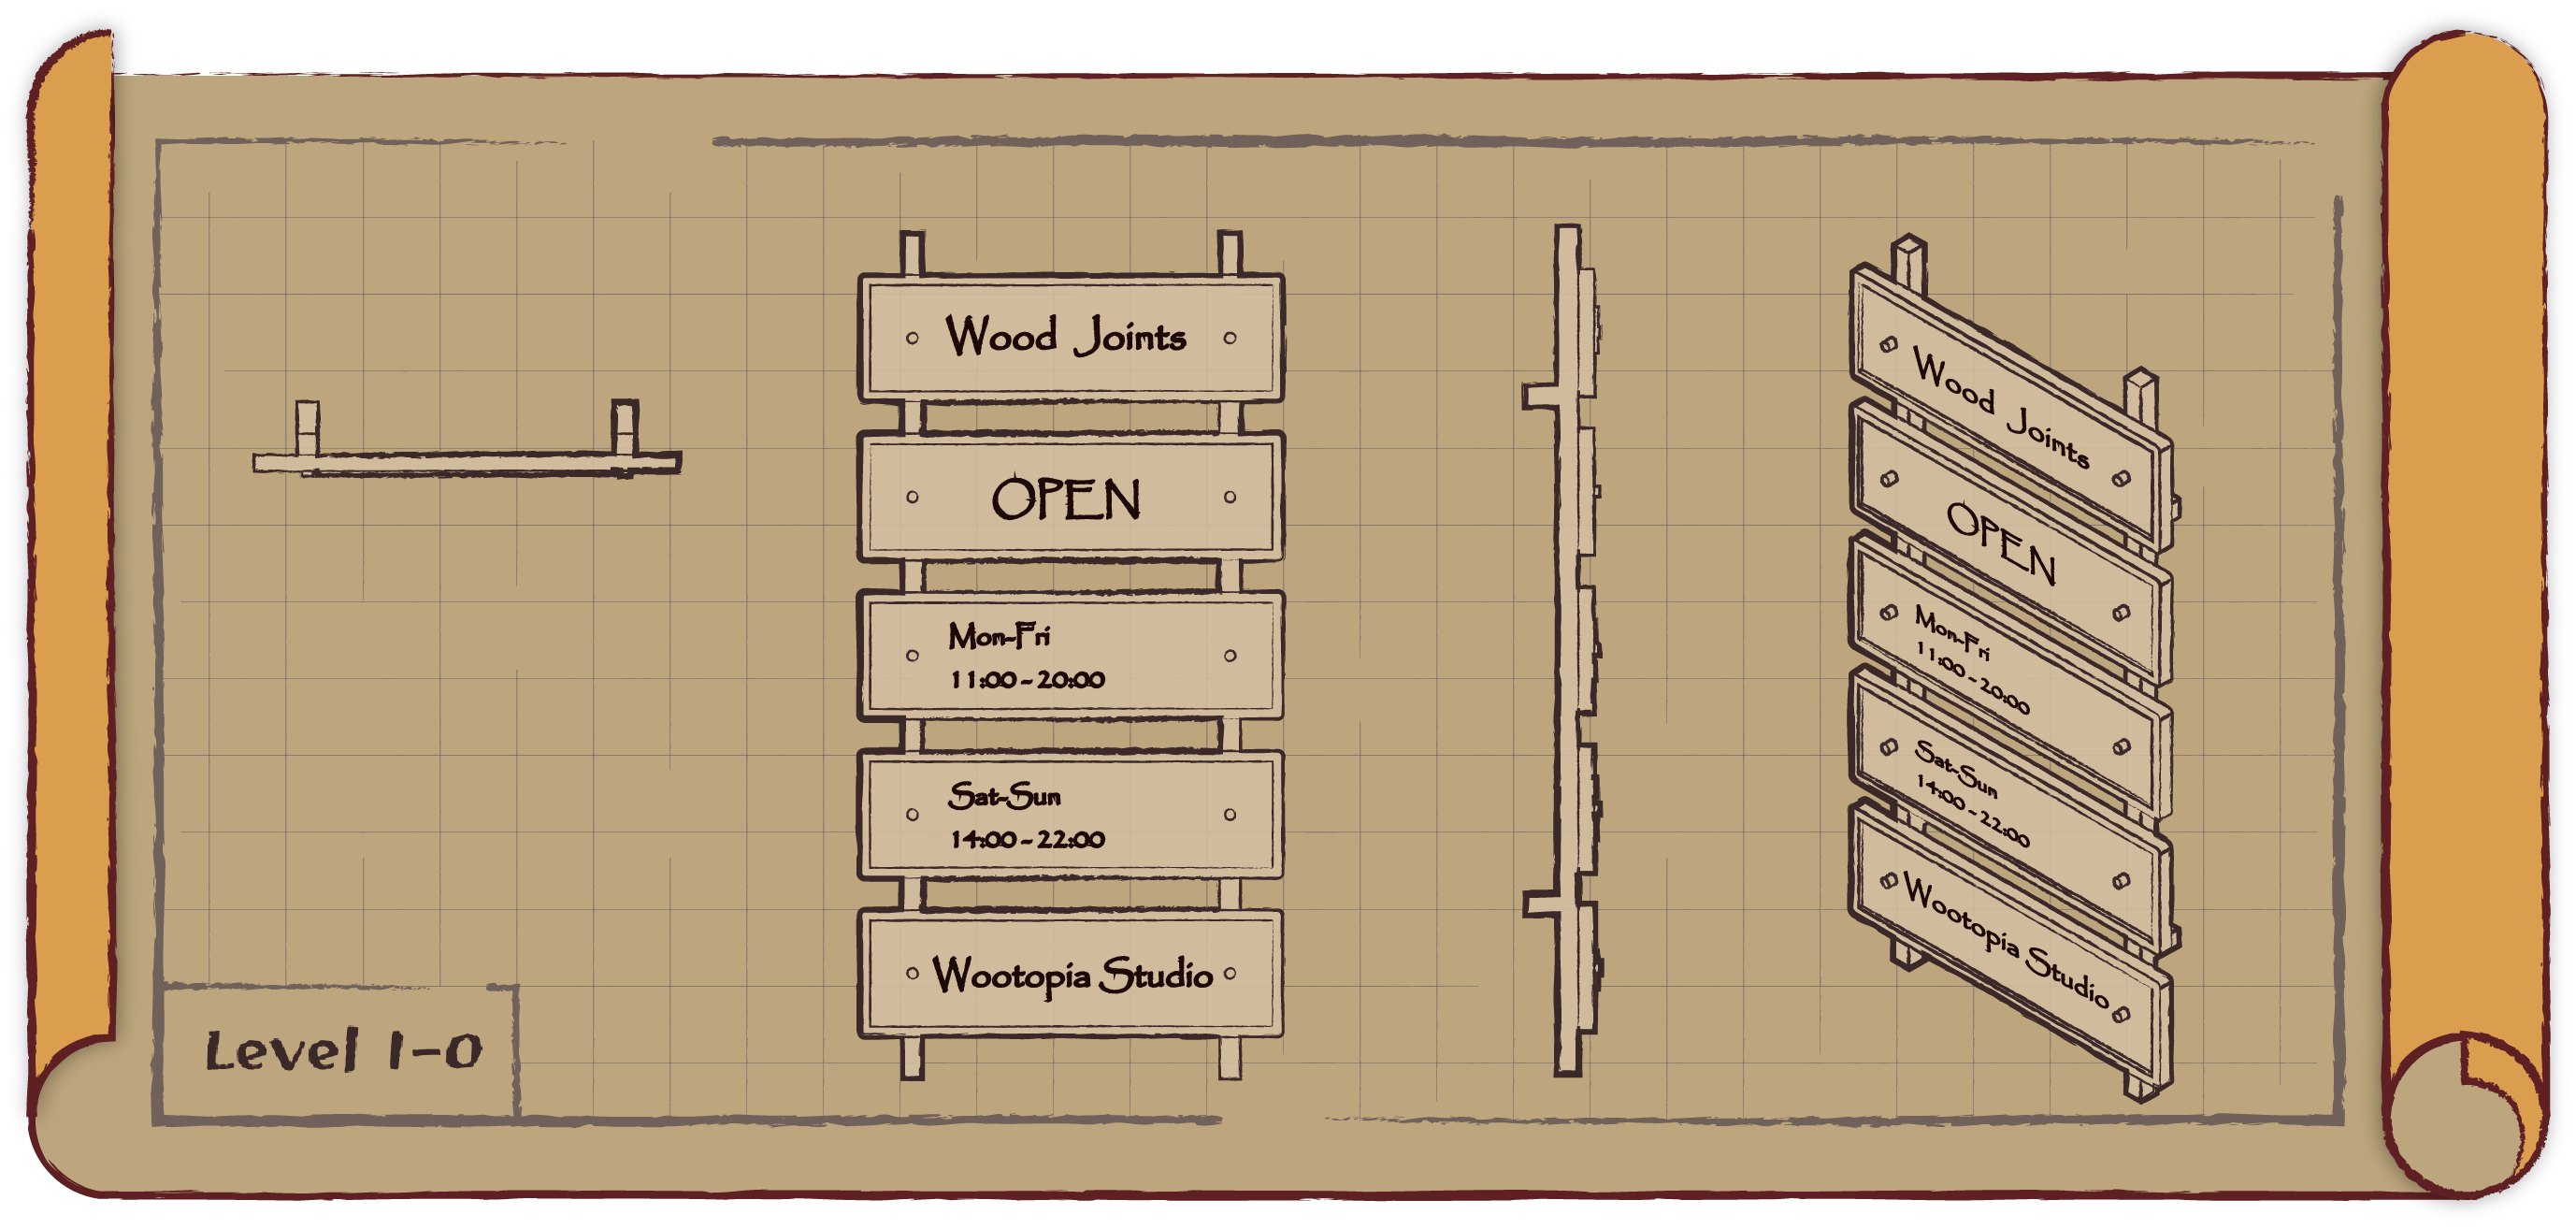 Wood Joints
OPEN
Mon-Fri
11:00 - 20:00
Sat-Sun
14:00 - 22:00
Wootopia Studio
Wood Joints
OPEN
Mon-Fri
11:00 - 20:00
Sat-Sun
14:00 - 22:00
Wootopia Studio
Level 1-0